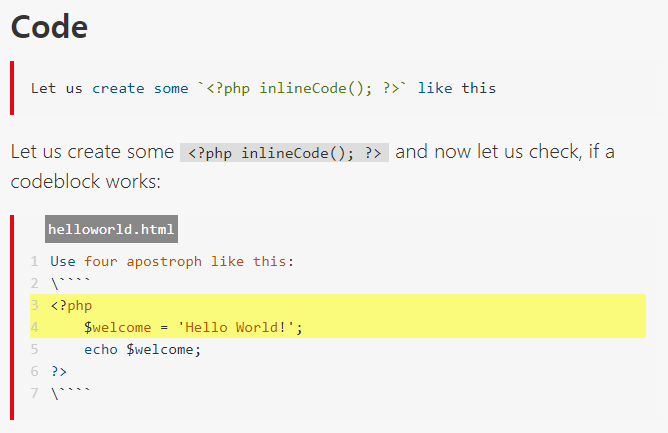 Code
Let us create some `<?php inlineCode(); ?>` like this
Let us create some <?php inlineCode(); ?> and now let us check, if a
codeblock works:
helloworld.html
1 Use four apostroph like this:
2 \````
3 <?php
4     $welcome = 'Hello World!';
5     echo $welcome;
6 ?>
7 \````